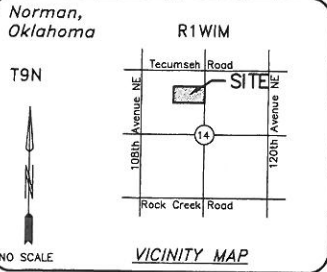 Norman,
Oklahoma
R1WIM
T9N
Tecumseh Road
SITE
108th Avenue NE
120th Avenue NE
14
N
Rock Creek Road
NO SCALE
VICINITY MAP